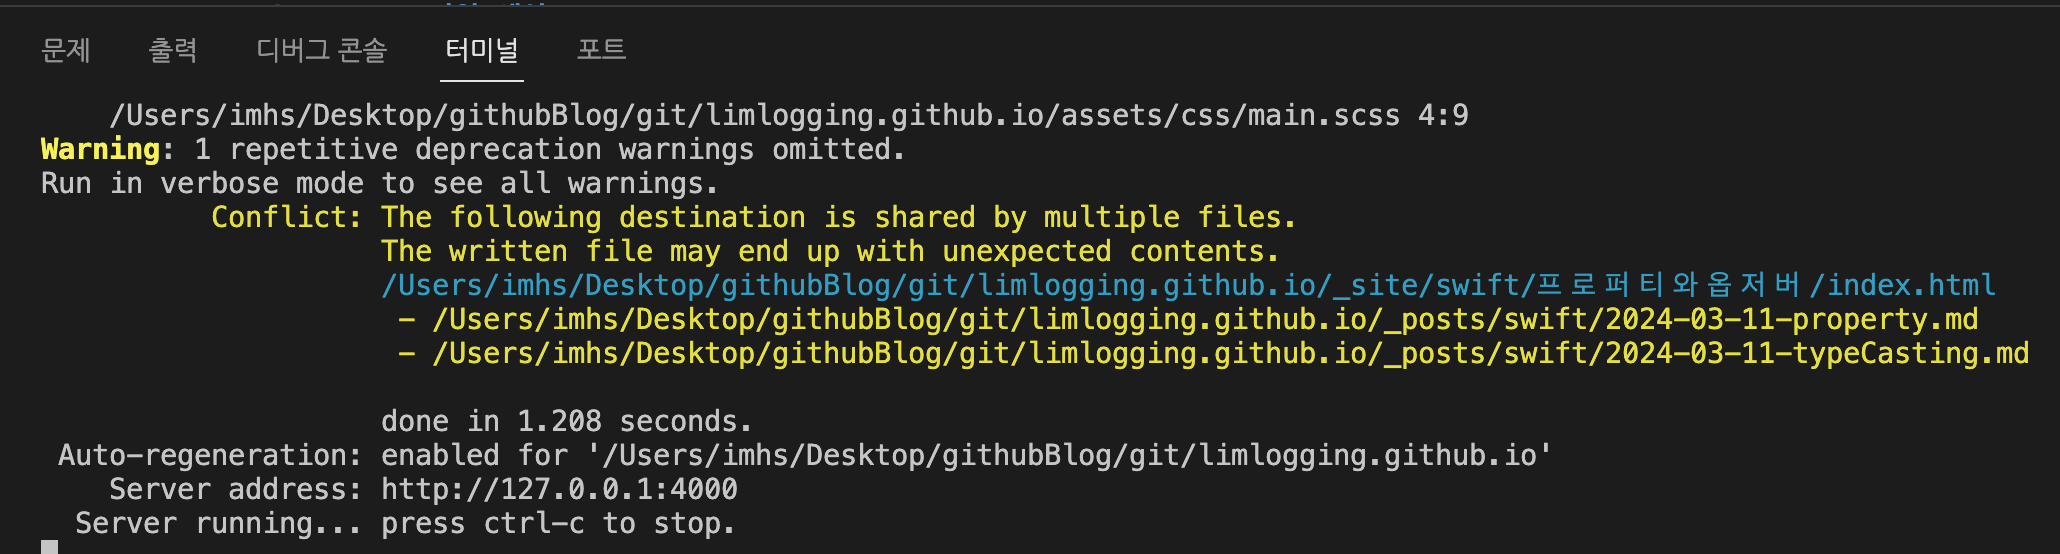 문제 출력 디버그 콘솔 터미널 포트
/Users/imhs/Desktop/githubBlog/git/limlogging.github.io/assets/css/main.scss 4:9
Warning: 1 repetitive deprecation warnings omitted.
Run in verbose mode to see all warnings.
Conflict: The following destination is shared by multiple files.
The written file may end up with unexpected contents.
/Users/imhs/Desktop/githubBlog/git/limlogging.github.io/_site/swift/프로퍼티와옵저버/index.html
- /Users/imhs/Desktop/githubBlog/git/limlogging.github.io/_posts/swift/2024-03-11-property.md
- /Users/imhs/Desktop/githubBlog/git/limlogging.github.io/_posts/swift/2024-03-11-typeCasting.md
done in 1.208 seconds.
Auto-regeneration: enabled for '/Users/imhs/Desktop/githubBlog/git/limlogging.github.io'
Server address: http://127.0.0.1:4000
Server running... press ctrl-c to stop.